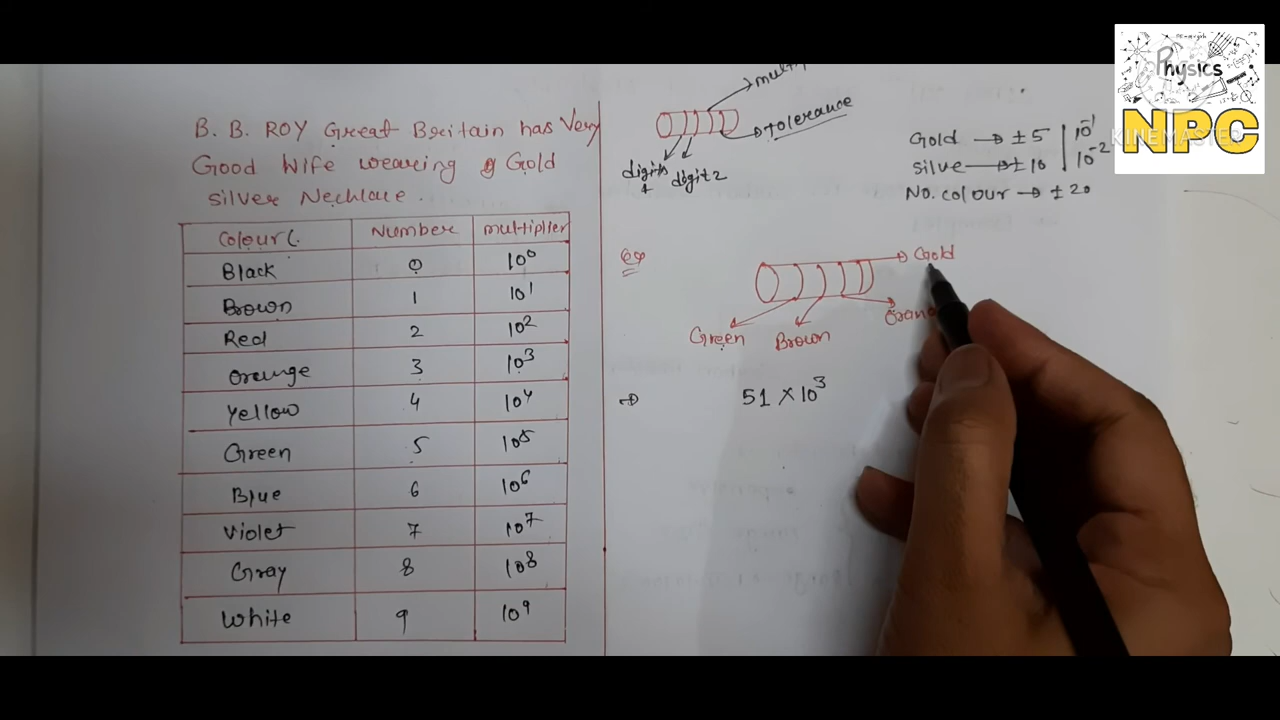 Physics
NPC
KINEMASTER
B. B. ROY Great Britain has Very
Good Wife wearing g Gold
silver Necklace.
Colour(.
Number
multiplier
Black
0
10⁰
Brown
1
10¹
Red
2
10²
Orange
3
10³
Yellow
4
10⁴
Green
5
10⁵
Blue
6
10⁶
Violet
7
10⁷
Gray
8
10⁸
White
9
10⁹
Tolerance
digit 2
Gold → ±5 | 10⁻¹
silve → ±10 | 10⁻²
No. colour → ±20
Gold
Green
Brown
⇒ 51 × 10³